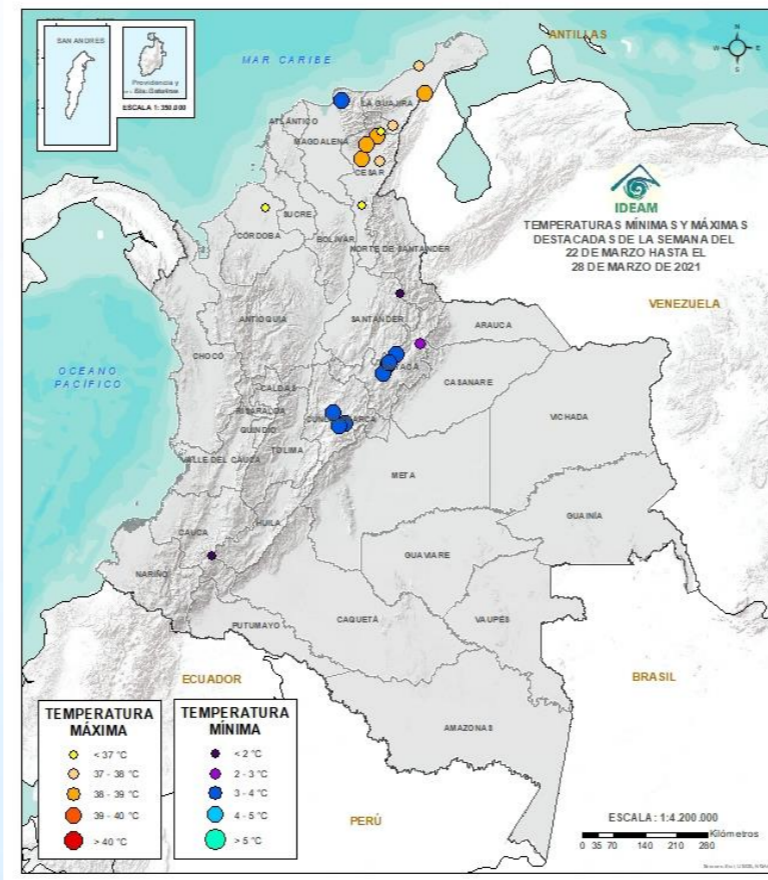 SAN ANDRES
Providencia y
Sta. Catalina
ESCALA 1: 350.000
MAR CARIBE
ANTILLAS
N
W
E
S
LA GUAJIRA
ATLÁNTICO
MAGDALENA
CESAR
IDEAM
TEMPERATURAS MÍNIMAS Y MÁXIMAS
DESTACADAS DE LA SEMANA DEL
22 DE MARZO HASTA EL
28 DE MARZO DE 2021
SUCRE
CÓRDOBA
BOLIVAR
NORTE DE SANTANDER
VENEZUELA
ANTIOQUIA
SANTANDER
ARAUCA
CHOCÓ
OCEANO
PACÍFICO
CASANARE
CALDAS
RISARALDA
VICHADA
QUINDIO
TOLIMA
VALLE DEL CAUCA
META
GUAINÍA
HUILA
CAUCA
GUAVIARE
NARIÑO
CAQUETÁ
VAUPÉS
PUTUMAYO
ECUADOR
BRASIL
AMAZONAS
PERÚ
TEMPERATURA
MÁXIMA
< 37 °C
37 - 38 °C
38 - 39 °C
39 - 40 °C
> 40 °C
TEMPERATURA
MÍNIMA
< 2 °C
2 - 3 °C
3 - 4 °C
4 - 5 °C
> 5 °C
ESCALA: 1:4.200.000
Kilómetros
0 35 70 140 210 280